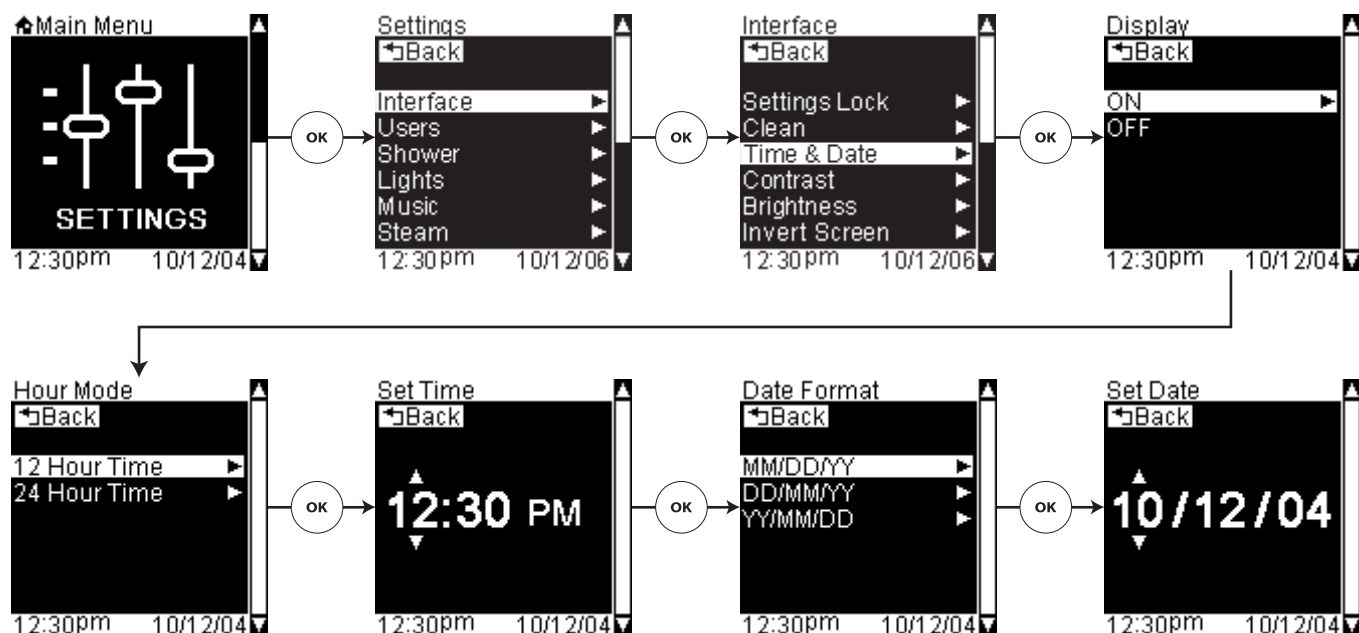 Main Menu
SETTINGS
12:30pm 10/12/04
OK
Settings
Back
Interface
Users
Shower
Lights
Music
Steam
12:30pm 10/12/06
OK
Interface
Back
Settings Lock
Clean
Time & Date
Contrast
Brightness
Invert Screen
12:30pm 10/12/06
OK
Display
Back
ON
OFF
12:30pm 10/12/04
Hour Mode
Back
12 Hour Time
24 Hour Time
12:30pm 10/12/04
OK
Set Time
Back
12:30 PM
12:30pm 10/12/04
OK
Date Format
Back
MM/DD/YY
DD/MM/YY
YY/MM/DD
12:30pm 10/12/04
OK
Set Date
Back
10/12/04
12:30pm 10/12/04